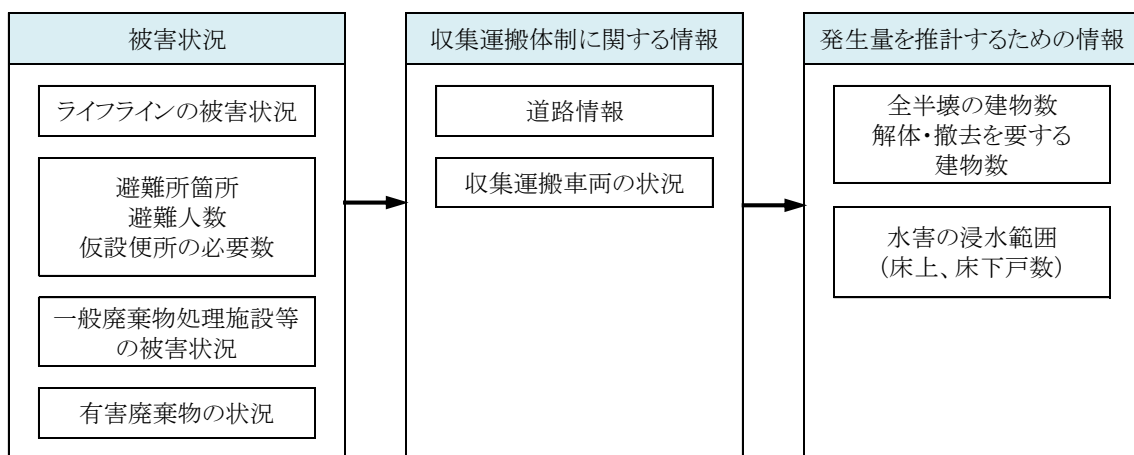 被害状況
ライフラインの被害状況
避難所箇所
避難人数
仮設便所の必要数
一般廃棄物処理施設等
の被害状況
有害廃棄物の状況
収集運搬体制に関する情報
道路情報
収集運搬車両の状況
発生量を推計するための情報
全半壊の建物数
解体・撤去を要する
建物数
水害の浸水範囲
（床上、床下戸数）